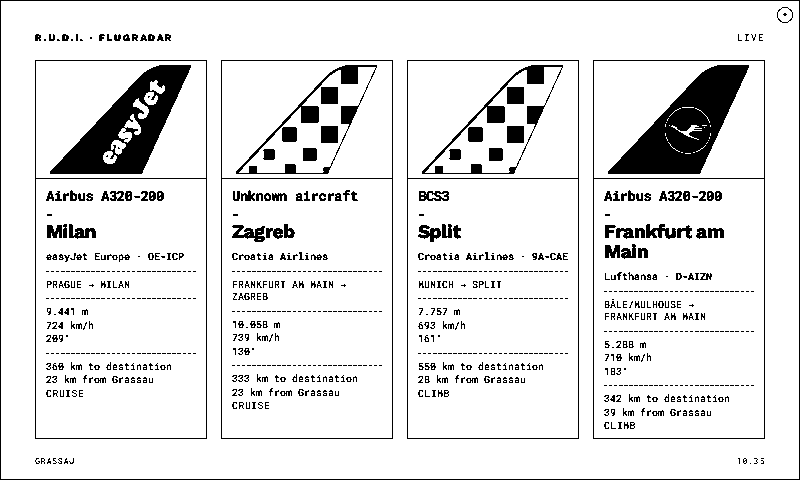 R.U.D.I. · FLUGRADAR
LIVE
easyJet
Airbus A320-200
-
Milan
easyJet Europe · OE-ICP
PRAGUE → MILAN
9.441 m
724 km/h
209°
360 km to destination
23 km from Grassau
CRUISE
Unknown aircraft
-
Zagreb
Croatia Airlines
FRANKFURT AM MAIN →
ZAGREB
10.058 m
739 km/h
130°
333 km to destination
23 km from Grassau
CRUISE
BCS3
-
Split
Croatia Airlines · 9A-CAE
MUNICH → SPLIT
7.757 m
693 km/h
161°
550 km to destination
28 km from Grassau
CLIMB
Airbus A320-200
-
Frankfurt am
Main
Lufthansa · D-AIZN
BÂLE/MULHOUSE →
FRANKFURT AM MAIN
5.288 m
710 km/h
183°
342 km to destination
39 km from Grassau
CLIMB
GRASSAU
10.35